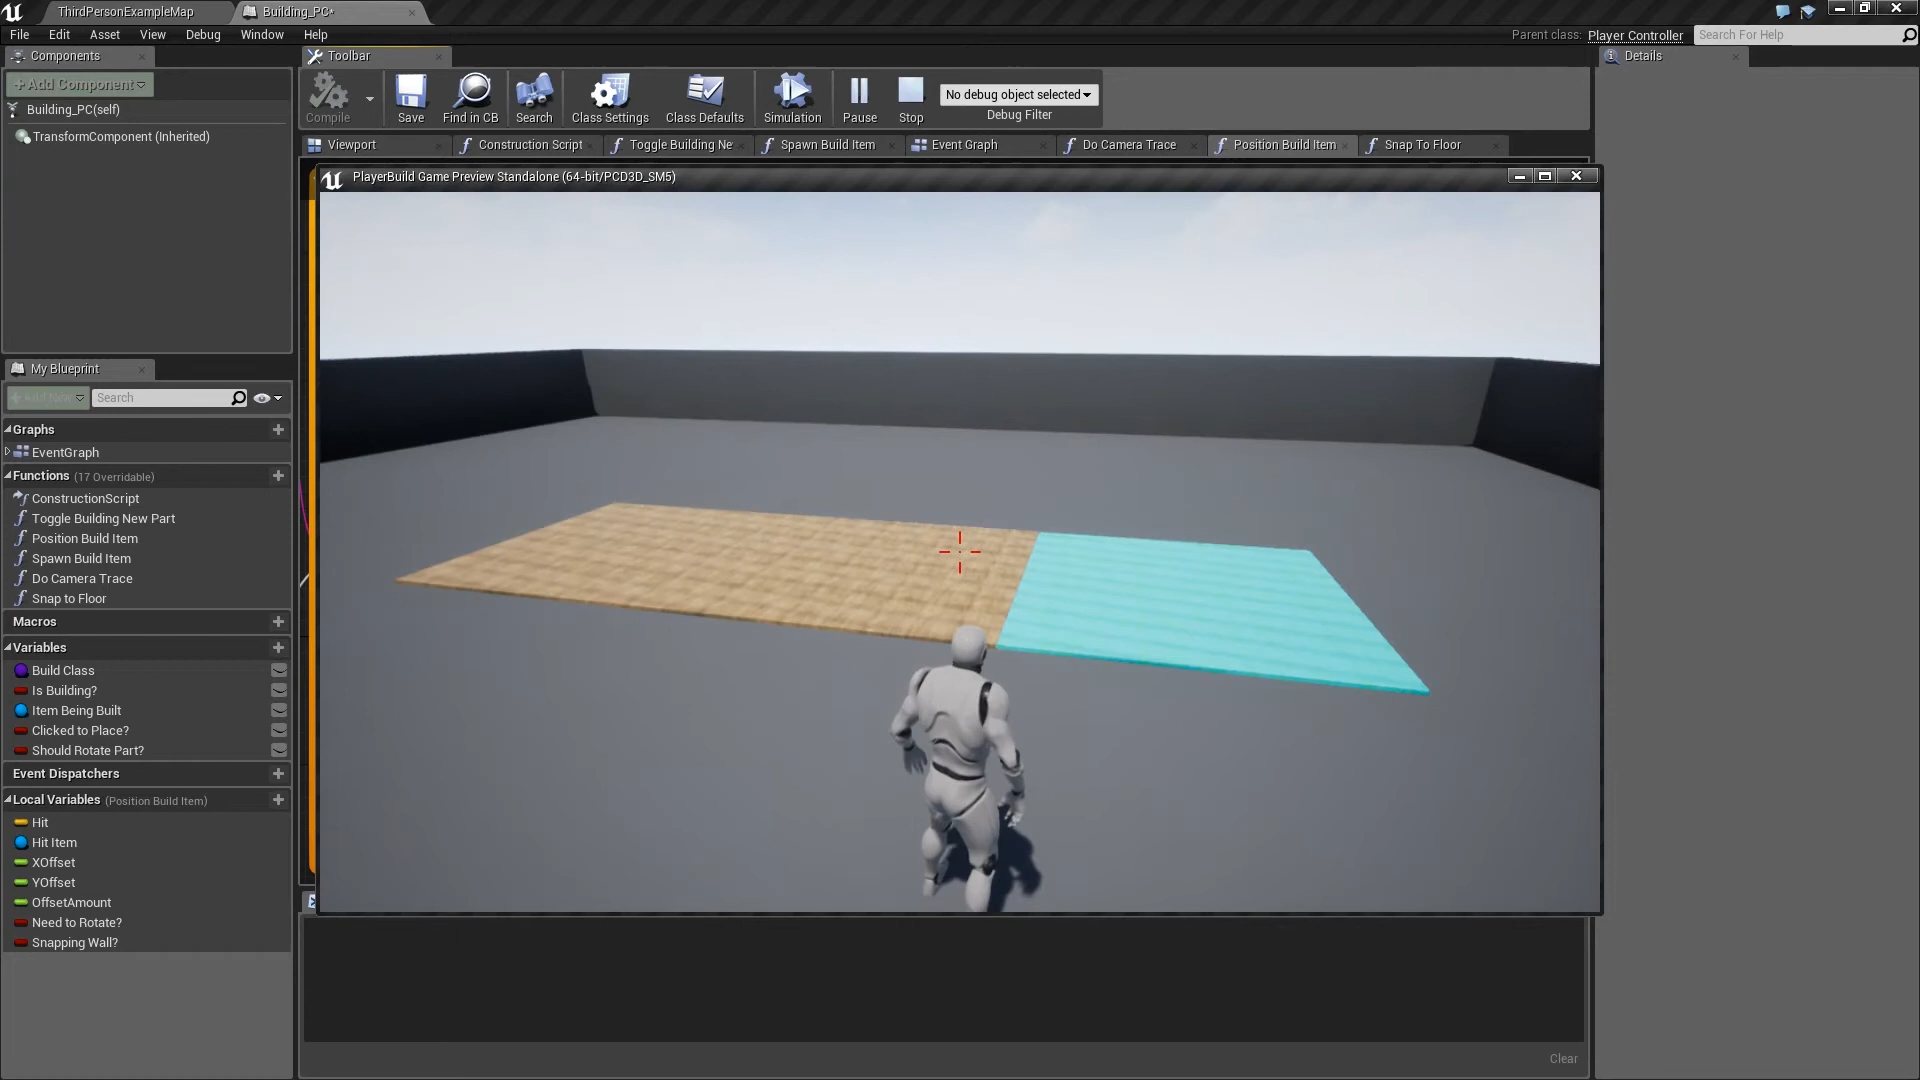 ThirdPersonExampleMap
Building_PC*
File Edit Asset View Debug Window Help
Parent class: Player Controller
Search For Help
Components
Toolbar
Details
+Add Component
Building_PC(self)
TransformComponent (Inherited)
Compile
Save
Find in CB
Search
Class Settings
Class Defaults
Simulation
Pause
Stop
No debug object selected
Debug Filter
Viewport
Construction Script
Toggle Building Ne
Spawn Build Item
Event Graph
Do Camera Trace
Position Build Item
Snap To Floor
PlayerBuild Game Preview Standalone (64-bit/PCD3D_SM5)
My Blueprint
+ Add New
Search
Graphs
EventGraph
Functions (17 Overridable)
ConstructionScript
Toggle Building New Part
Position Build Item
Spawn Build Item
Do Camera Trace
Snap to Floor
Macros
Variables
Build Class
Is Building?
Item Being Built
Clicked to Place?
Should Rotate Part?
Event Dispatchers
Local Variables (Position Build Item)
Hit
Hit Item
XOffset
YOffset
OffsetAmount
Need to Rotate?
Snapping Wall?
Clear